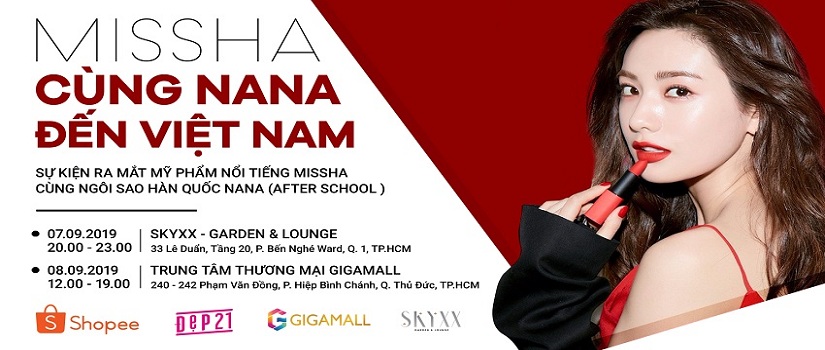 MISSHA
CÙNG NANA
ĐẾN VIỆT NAM
SỰ KIỆN RA MẮT MỸ PHẨM NỔI TIẾNG MISSHA
CÙNG NGÔI SAO HÀN QUỐC NANA (AFTER SCHOOL )
07.09.2019
20.00 - 23.00
SKYXX - GARDEN & LOUNGE
33 Lê Duẩn, Tầng 20, P. Bến Nghé Ward, Q. 1, TP.HCM
08.09.2019
12.00 - 19.00
TRUNG TÂM THƯƠNG MẠI GIGAMALL
240 - 242 Phạm Văn Đồng, P. Hiệp Bình Chánh, Q. Thủ Đức, TP.HCM
Shopee
DEP21
GIGAMALL
SKYXX
GARDEN & LOUNGE